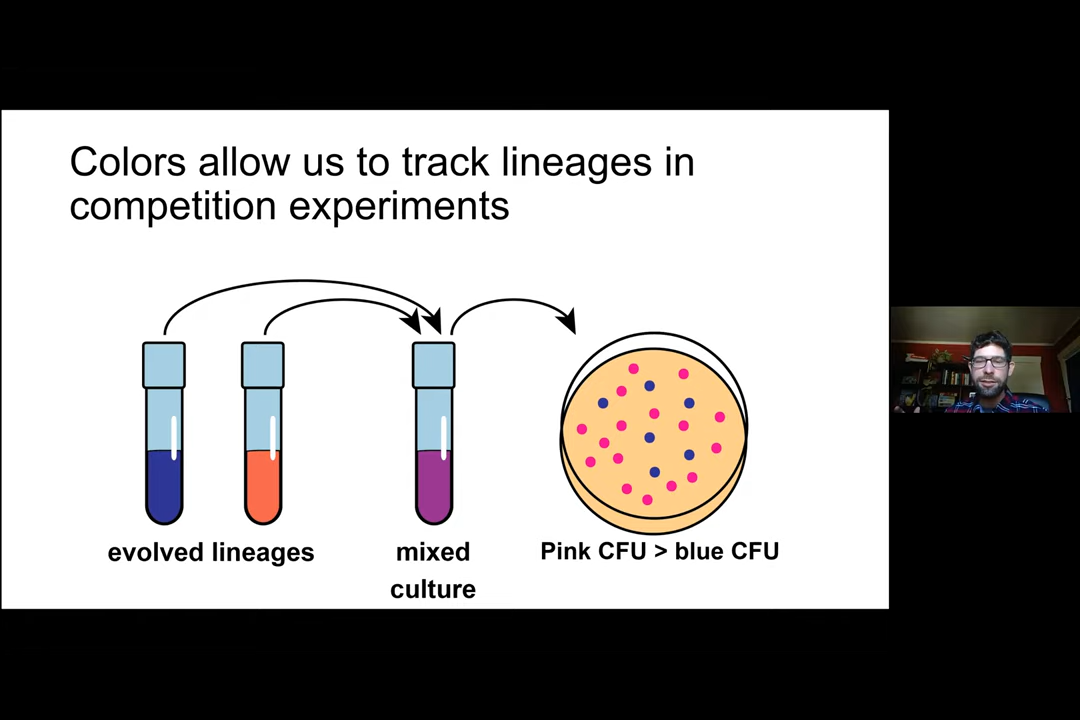 Colors allow us to track lineages in
competition experiments
evolved lineages
mixed
culture
Pink CFU > blue CFU